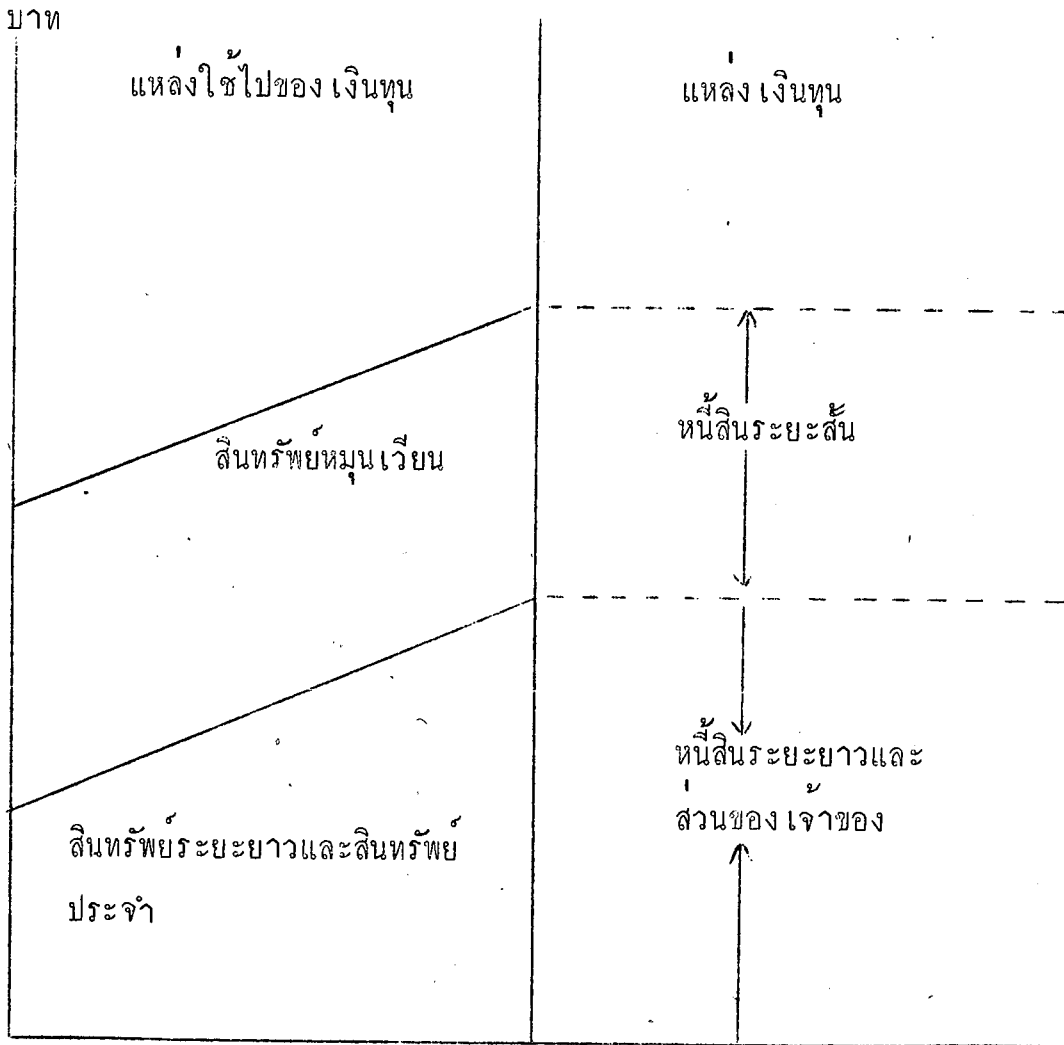 บาท
แหล่งใช้ไปของเงินทุน
แหล่งเงินทุน
สินทรัพย์หมุนเวียน
หนี้สินระยะสั้น
สินทรัพย์ระยะยาวและสินทรัพย์
ประจำ
หนี้สินระยะยาวและ
ส่วนของเจ้าของ